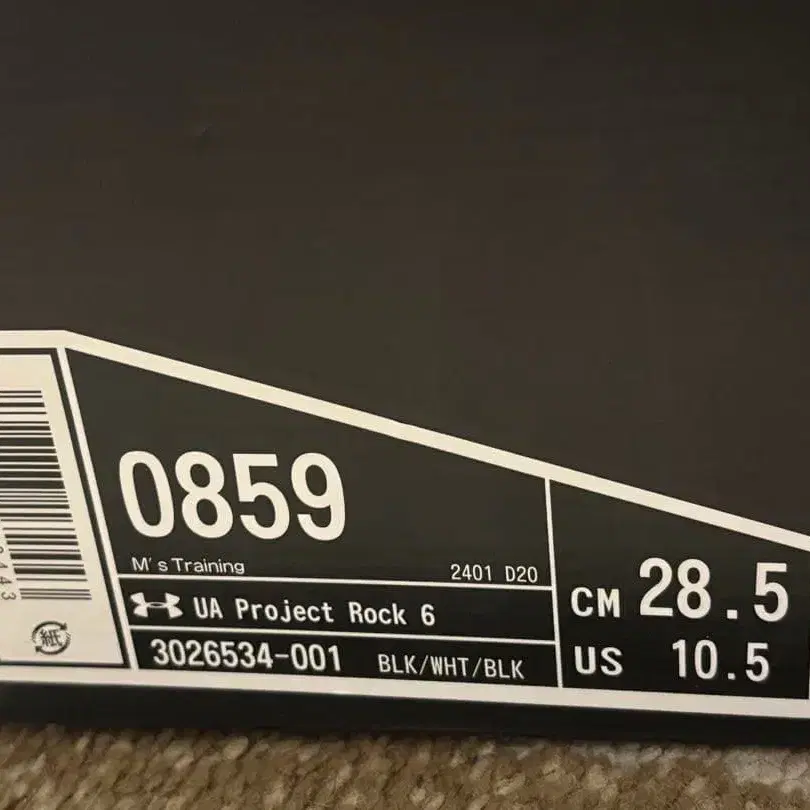 0859
M's Training 2401 D20
UA Project Rock 6
3026534-001 BLK/WHT/BLK
CM 28.5
US 10.5
紙